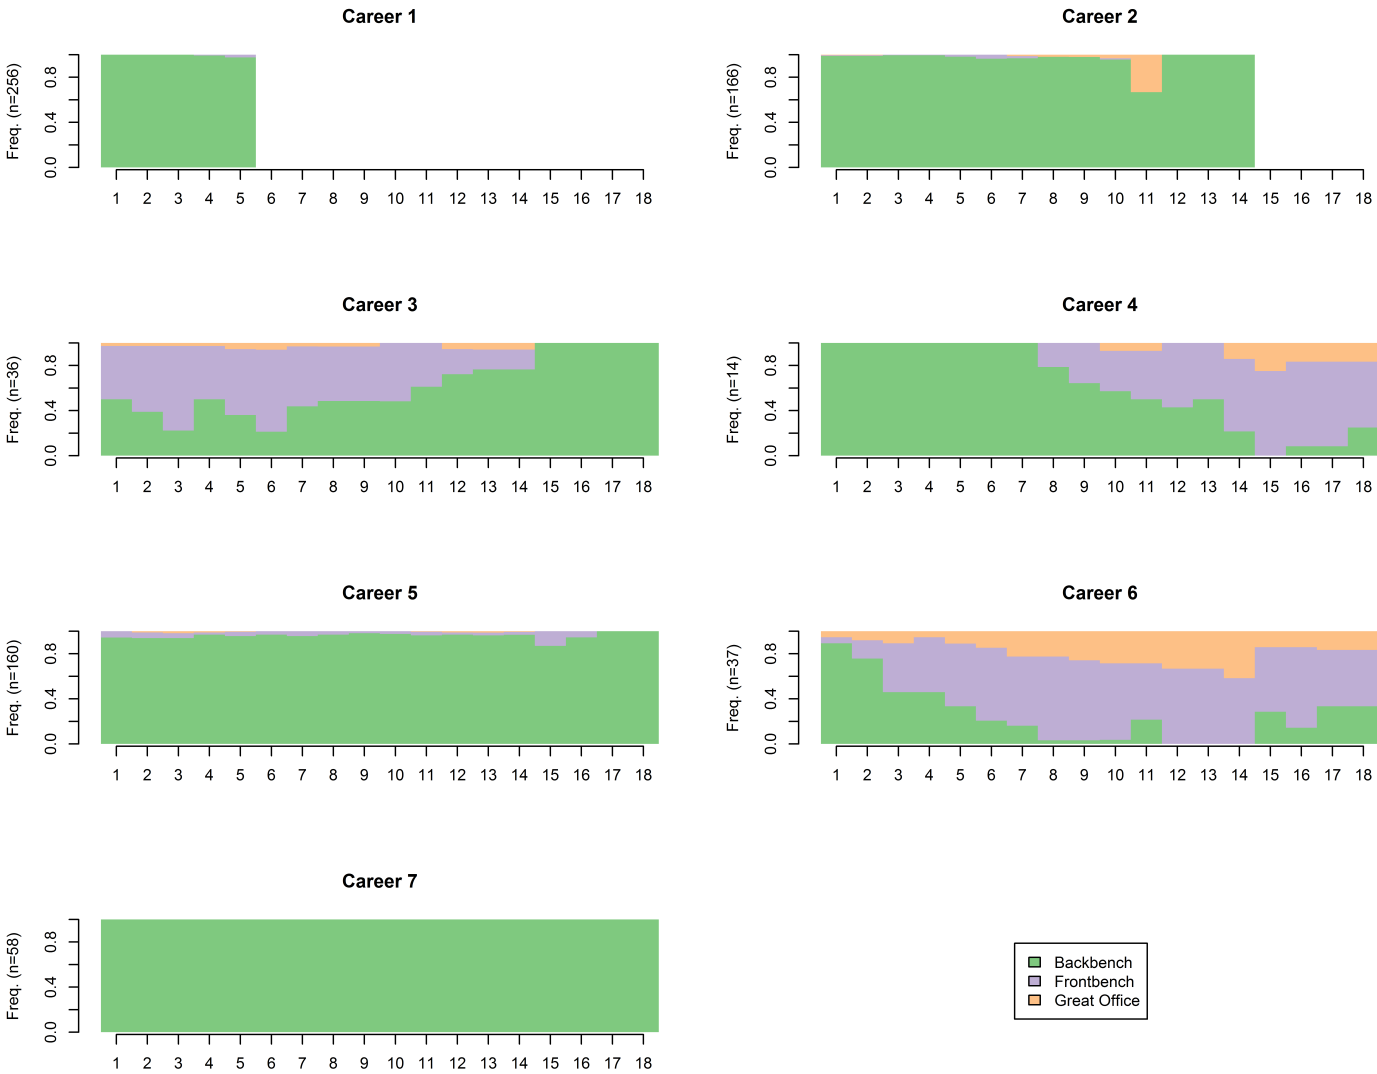 Career 1
Freq. (n=256)
0.0 0.4 0.8
1 2 3 4 5 6 7 8 9 10 11 12 13 14 15 16 17 18
Career 2
Freq. (n=166)
0.0 0.4 0.8
1 2 3 4 5 6 7 8 9 10 11 12 13 14 15 16 17 18
Career 3
Freq. (n=36)
0.0 0.4 0.8
1 2 3 4 5 6 7 8 9 10 11 12 13 14 15 16 17 18
Career 4
Freq. (n=14)
0.0 0.4 0.8
1 2 3 4 5 6 7 8 9 10 11 12 13 14 15 16 17 18
Career 5
Freq. (n=160)
0.0 0.4 0.8
1 2 3 4 5 6 7 8 9 10 11 12 13 14 15 16 17 18
Career 6
Freq. (n=37)
0.0 0.4 0.8
1 2 3 4 5 6 7 8 9 10 11 12 13 14 15 16 17 18
Career 7
Freq. (n=58)
0.0 0.4 0.8
1 2 3 4 5 6 7 8 9 10 11 12 13 14 15 16 17 18
Backbench
Frontbench
Great Office